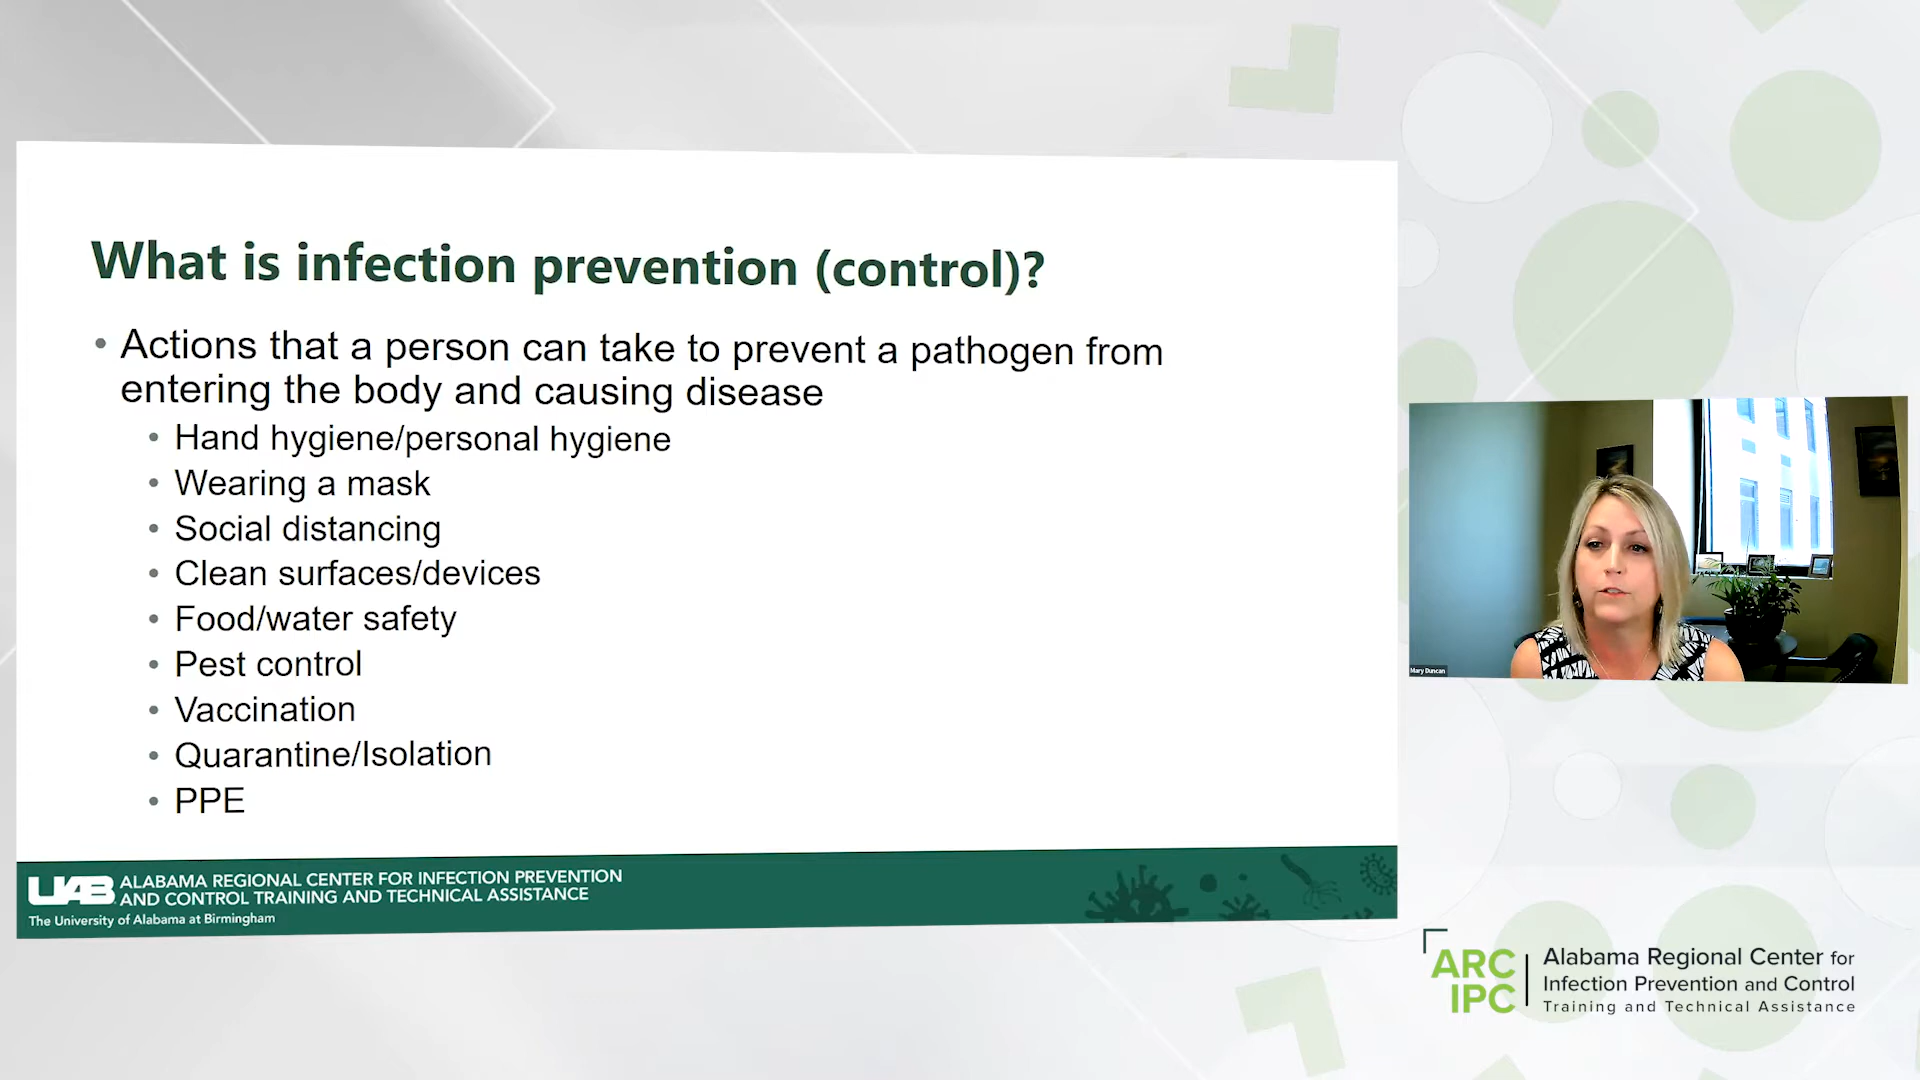 What is infection prevention (control)?
• Actions that a person can take to prevent a pathogen from
entering the body and causing disease
• Hand hygiene/personal hygiene
• Wearing a mask
• Social distancing
• Clean surfaces/devices
• Food/water safety
• Pest control
• Vaccination
• Quarantine/Isolation
• PPE
UAB ALABAMA REGIONAL CENTER FOR INFECTION PREVENTION
AND CONTROL TRAINING AND TECHNICAL ASSISTANCE
The University of Alabama at Birmingham
Mary Duncan
ARC
IPC
Alabama Regional Center for
Infection Prevention and Control
Training and Technical Assistance